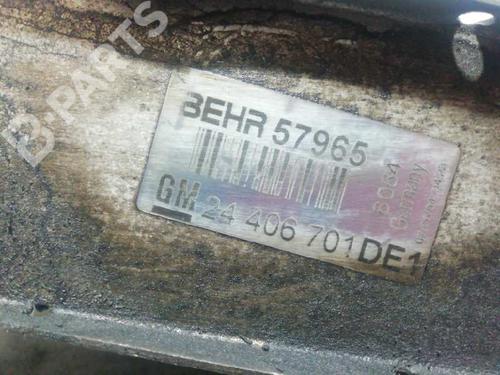 B-PARTS
BEHR 57965
GM 24 406 701 DE1
Germany